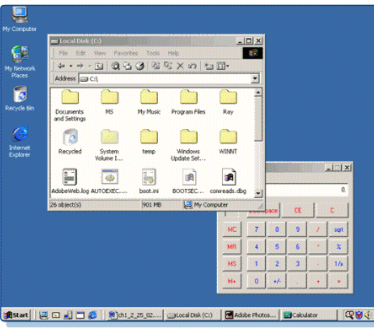 My Computer
My Network
Places
Recycle Bin
Internet
Explorer
Local Disk (C:)
File Edit View Favorites Tools Help
Address C:\
Documents
and Settings
MS
My Music
Program Files
Ray
Recycled
System
Volume I...
temp
Windows
Update Set...
WINNT
AdobeWeb.log
AUTOEXEC....
boot.ini
BOOTSEC...
conreads.dbg
26 object(s)
901 MB
My Computer
0.
CE
C
MC 7 8 9 / sqrt
MR 4 5 6 * %
MS 1 2 3 - 1/x
M+ 0 +/- . + =
Start
ch1_2_25_02....
Local Disk (C:)
Adobe Photos...
Calculator